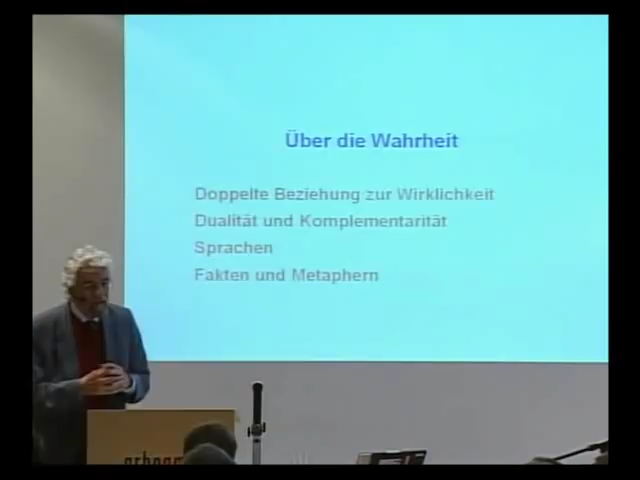 Über die Wahrheit
Doppelte Beziehung zur Wirklichkeit
Dualität und Komplementarität
Sprachen
Fakten und Metaphern